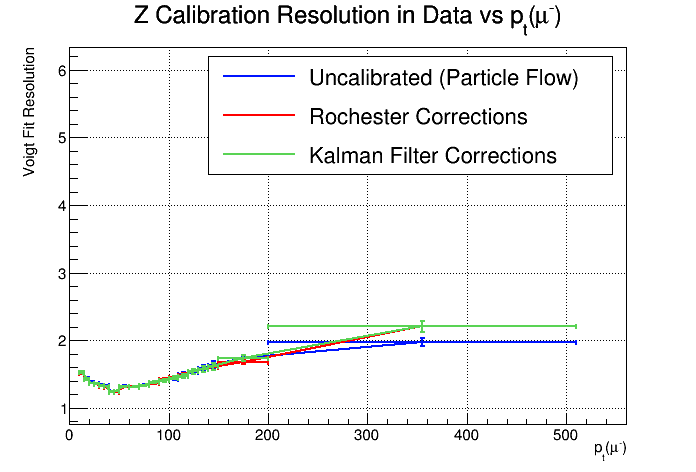 Z Calibration Resolution in Data vs p_t(μ⁻)
Voigt Fit Resolution
Uncalibrated (Particle Flow)
Rochester Corrections
Kalman Filter Corrections
6
5
4
3
2
1
0 100 200 300 400 500
p_t(μ⁻)